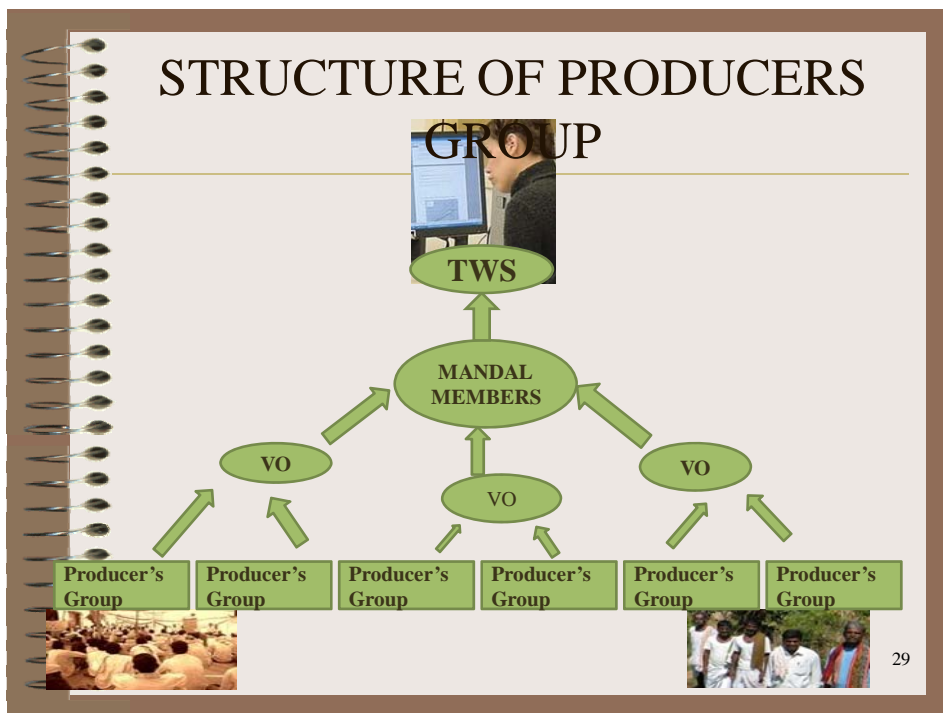 STRUCTURE OF PRODUCERS
GROUP
TWS
MANDAL
MEMBERS
VO
VO
VO
Producer’s
Group
Producer’s
Group
Producer’s
Group
Producer’s
Group
Producer’s
Group
Producer’s
Group
29